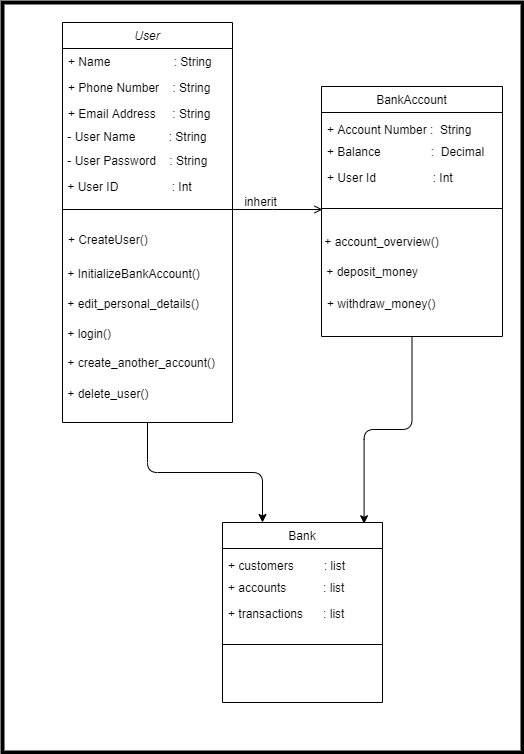 User
+ Name : String
+ Phone Number : String
+ Email Address : String
- User Name : String
- User Password : String
+ User ID : Int
+ CreateUser()
+ InitializeBankAccount()
+ edit_personal_details()
+ login()
+ create_another_account()
+ delete_user()
inherit
BankAccount
+ Account Number : String
+ Balance : Decimal
+ User Id : Int
+ account_overview()
+ deposit_money
+ withdraw_money()
Bank
+ customers : list
+ accounts : list
+ transactions : list